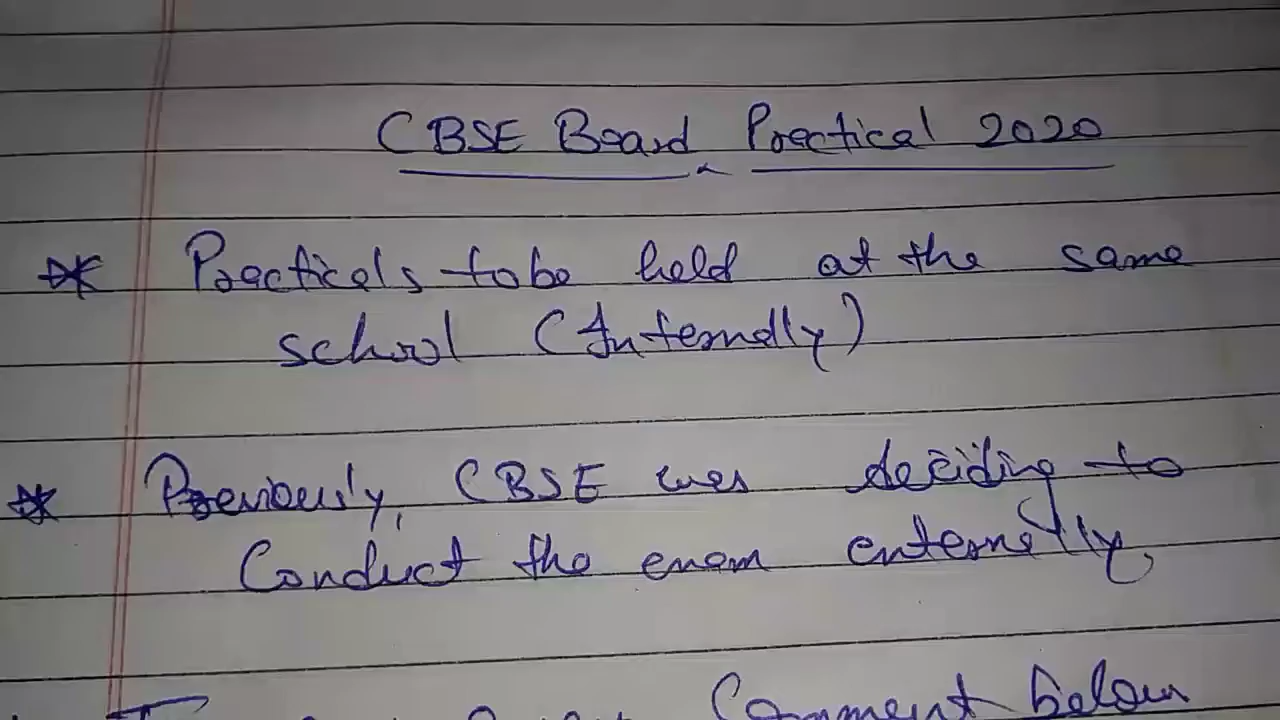 CBSE Board Practical 2020
* Practicals to be held at the same
school (Internally)
* Previously, CBSE was deciding to
Conduct the exam externally,
Comment below